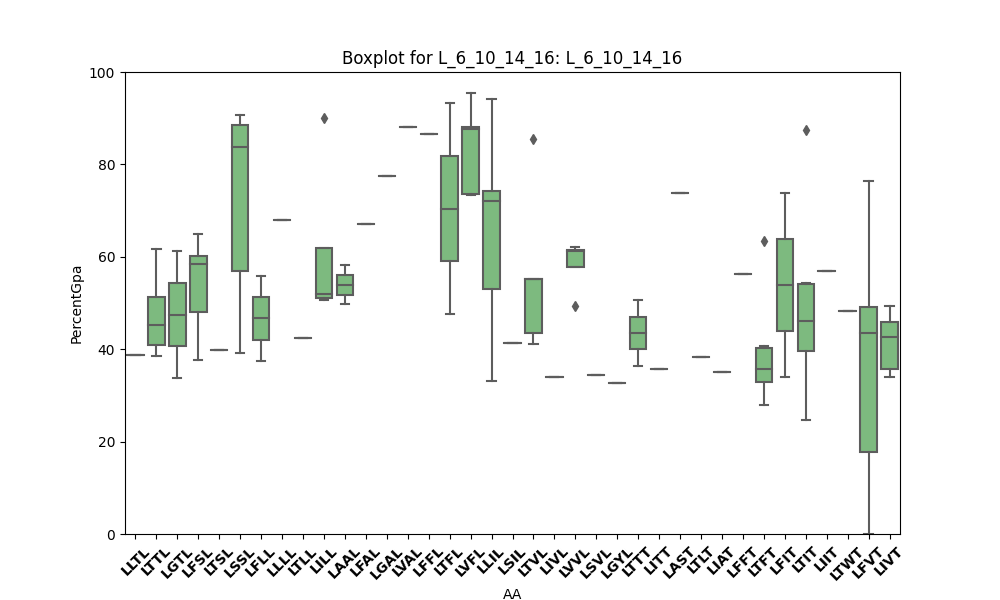 Boxplot for L_6_10_14_16: L_6_10_14_16
PercentGpa
100
80
60
40
20
0
LLTL LTTL LGTL LFSL LTSL LSSL LFLL LLLL LTLL LILL LAAL LFAL LGAL LVAL LFFL LTFL LVFL LLIL LSIL LTVL LIVL LVVL LSVL LGYL LTTT LITT LAST LTLT LIAT LFFT LTFT LFIT LTIT LIIT LTWT LFVT LIVT
AA